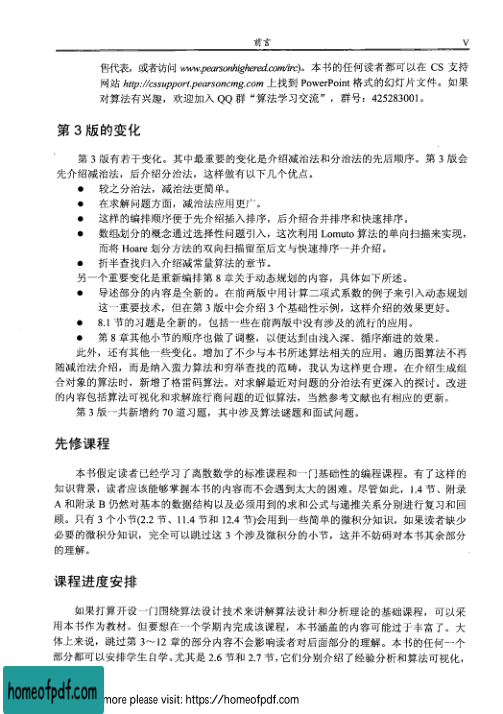 前言 V
售代表，或者访问 www.pearsonhighered.com/irc)。本书的任何读者都可以在 CS 支持
网站 http://cssupport.pearsoncmg.com 上找到 PowerPoint 格式的幻灯片文件。如果
对算法有兴趣，欢迎加入 QQ 群“算法学习交流”，群号：425283001。
第 3 版的变化
第 3 版有若干变化。其中最重要的变化是介绍减治法和分治法的先后顺序。第 3 版会
先介绍减治法，后介绍分治法，这样做有以下几个优点。
● 较之分治法，减治法更简单。
● 在求解问题方面，减治法应用更广。
● 这样的编排顺序便于先介绍插入排序，后介绍合并排序和快速排序。
● 数组划分的概念通过选择性问题引入，这次利用 Lomuto 算法的单向扫描来实现，
而将 Hoare 划分方法的双向扫描留至后文与快速排序一并介绍。
● 折半查找归入介绍减常量算法的章节。
另一个重要变化是重新编排第 8 章关于动态规划的内容，具体如下所述。
● 导述部分的内容是全新的。在前两版中用计算二项式系数的例子来引入动态规划
这一重要技术，但在第 3 版中会介绍 3 个基础性示例，这样介绍的效果更好。
● 8.1 节的习题是全新的，包括一些在前两版中没有涉及的流行的应用。
● 第 8 章其他小节的顺序也做了调整，以便达到由浅入深、循序渐进的效果。
此外，还有其他一些变化。增加了不少与本书所述算法相关的应用。遍历图算法不再
随减治法介绍，而是纳入蛮力算法和穷举查找的范畴，我认为这样更合理。在介绍生成组
合对象的算法时，新增了格雷码算法。对求解最近对问题的分治法有更深入的探讨。改进
的内容包括算法可视化和求解旅行商问题的近似算法，当然参考文献也有相应的更新。
第 3 版一共新增约 70 道习题，其中涉及算法谜题和面试问题。
先修课程
本书假定读者已经学习了离散数学的标准课程和一门基础性的编程课程。有了这样的
知识背景，读者应该能够掌握本书的内容而不会遇到太大的困难。尽管如此，1.4 节、附录
A 和附录 B 仍然对基本的数据结构以及必须用到的求和公式与递推关系分别进行复习和回
顾。只有 3 个小节(2.2 节、11.4 节和 12.4 节)会用到一些简单的微积分知识，如果读者缺少
必要的微积分知识，完全可以跳过这 3 个涉及微积分的小节，这并不妨碍对本书其余部分
的理解。
课程进度安排
如果打算开设一门围绕算法设计技术来讲解算法设计和分析理论的基础课程，可以采
用本书作为教材。但要想在一个学期内完成该课程，本书涵盖的内容可能过于丰富了。大
体上来说，跳过第 3～12 章的部分内容不会影响读者对后面部分的理解。本书的任何一个
部分都可以安排学生自学。尤其是 2.6 节和 2.7 节，它们分别介绍了经验分析和算法可视化，
homeofpdf.com more please visit: https://homeofpdf.com